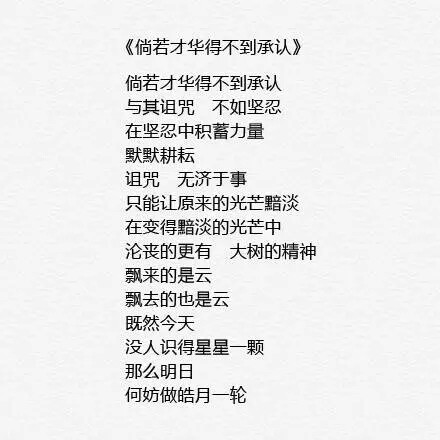 《倘若才华得不到承认》
倘若才华得不到承认
与其诅咒　不如坚忍
在坚忍中积蓄力量
默默耕耘
诅咒　无济于事
只能让原来的光芒黯淡
在变得黯淡的光芒中
沦丧的更有　大树的精神
飘来的是云
飘去的也是云
既然今天
没人识得星星一颗
那么明日
何妨做皓月一轮